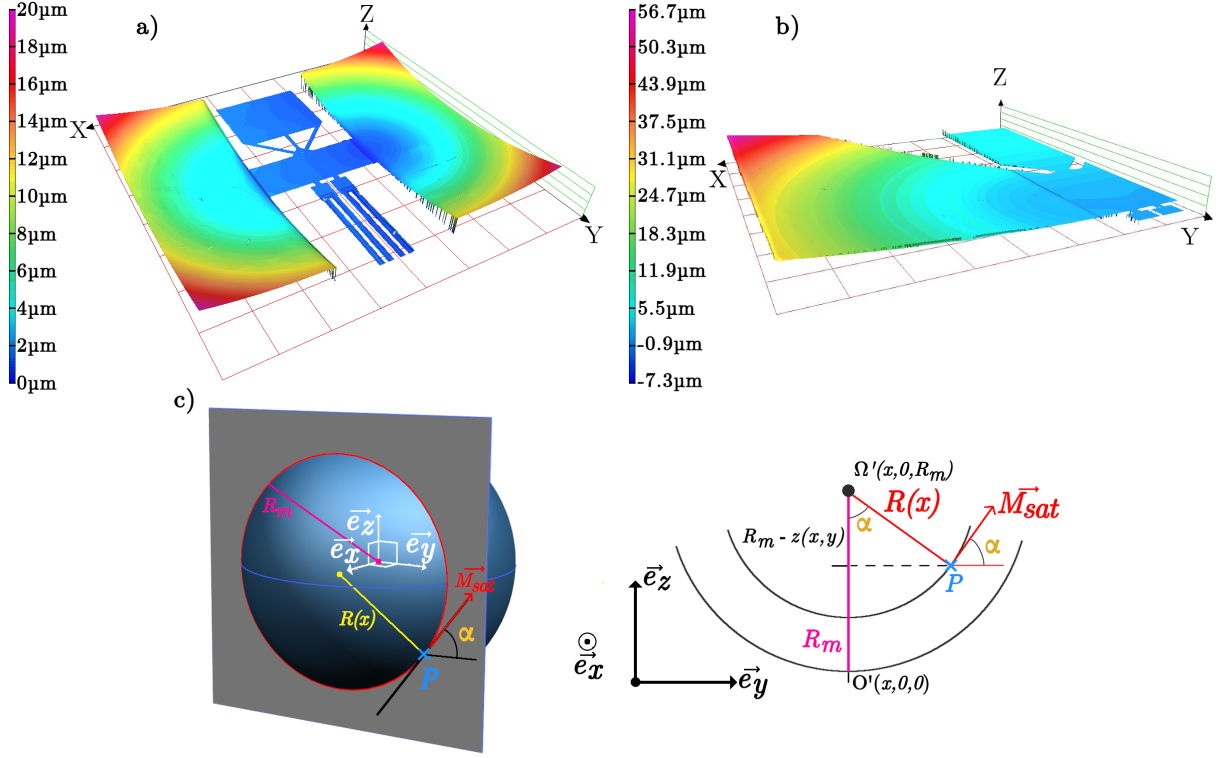 a)
20µm
18µm
16µm
14µm
12µm
10µm
8µm
6µm
4µm
2µm
0µm
Z
X
Y
b)
56.7µm
50.3µm
43.9µm
37.5µm
31.1µm
24.7µm
18.3µm
11.9µm
5.5µm
-0.9µm
-7.3µm
Z
X
Y
c)
R_m
e_z
e_x e_y
M_sat
R(x)
α
P
Ω'(x,0,R_m)
R(x) M_sat
α
R_m - z(x,y) α
P
e_z
R_m
e_x e_y O'(x,0,0)